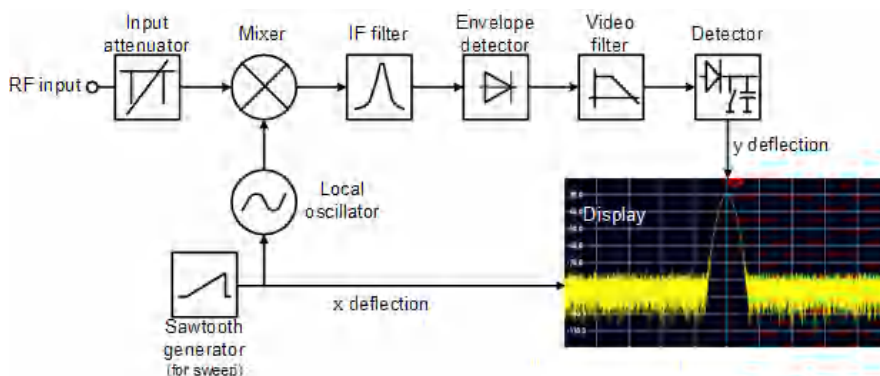 Input
attenuator
Mixer
IF filter
Envelope
detector
Video
filter
Detector
RF input
y deflection
Local
oscillator
Display
x deflection
Sawtooth
generator
(for sweep)